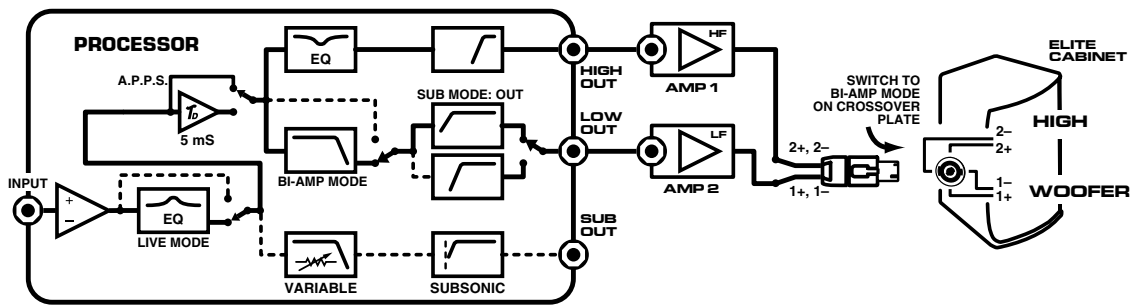 PROCESSOR
A.P.P.S.
TD
5 mS
INPUT
+
–
EQ
LIVE MODE
EQ
BI-AMP MODE
SUB MODE: OUT
VARIABLE
SUBSONIC
HIGH
OUT
LOW
OUT
SUB
OUT
HF
AMP 1
LF
AMP 2
2+, 2–
1+, 1–
SWITCH TO
BI-AMP MODE
ON CROSSOVER
PLATE
ELITE
CABINET
2–
2+
HIGH
1–
1+
WOOFER